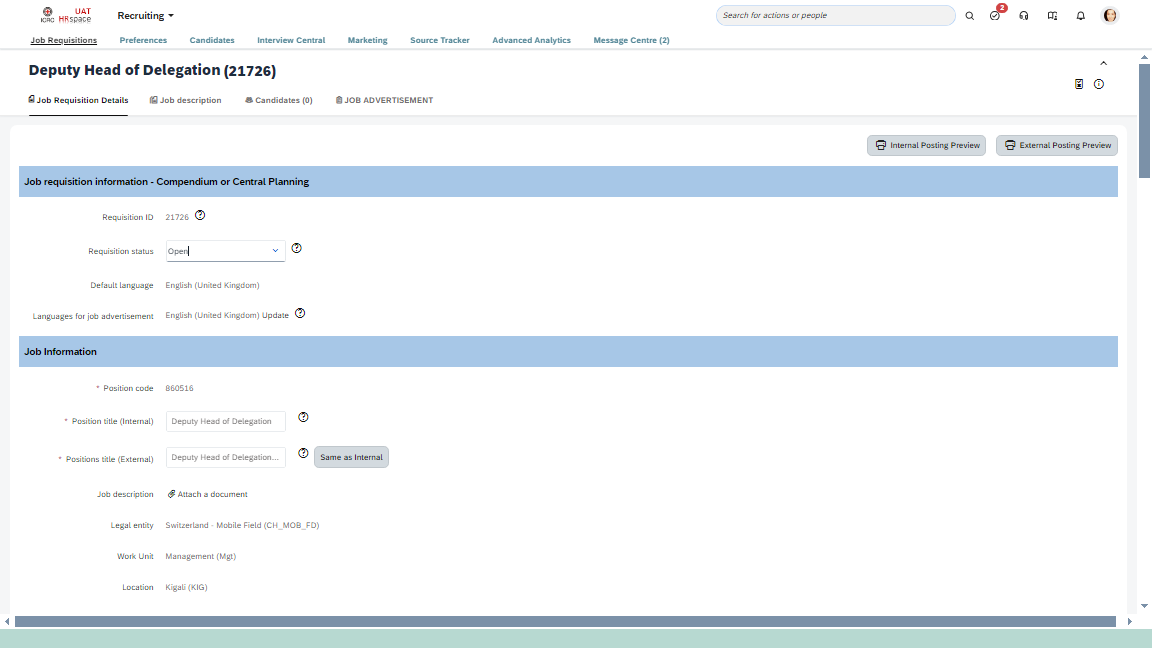 ICRC UAT HRspace
Recruiting
Search for actions or people
2
Job Requisitions Preferences Candidates Interview Central Marketing Source Tracker Advanced Analytics Message Centre (2)
Deputy Head of Delegation (21726)
Job Requisition Details Job description Candidates (0) JOB ADVERTISEMENT
Internal Posting Preview External Posting Preview
Job requisition information - Compendium or Central Planning
Requisition ID 21726
Requisition status Open
Default language English (United Kingdom)
Languages for job advertisement English (United Kingdom) Update
Job Information
* Position code 860516
* Position title (Internal) Deputy Head of Delegation
* Positions title (External) Deputy Head of Delegation... Same as Internal
Job description Attach a document
Legal entity Switzerland - Mobile Field (CH_MOB_FD)
Work Unit Management (Mgt)
Location Kigali (KIG)